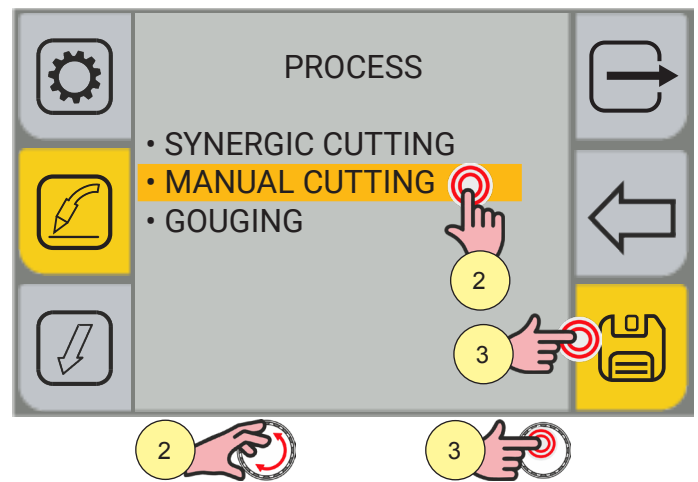 PROCESS
• SYNERGIC CUTTING
• MANUAL CUTTING
• GOUGING
2
3
2
3